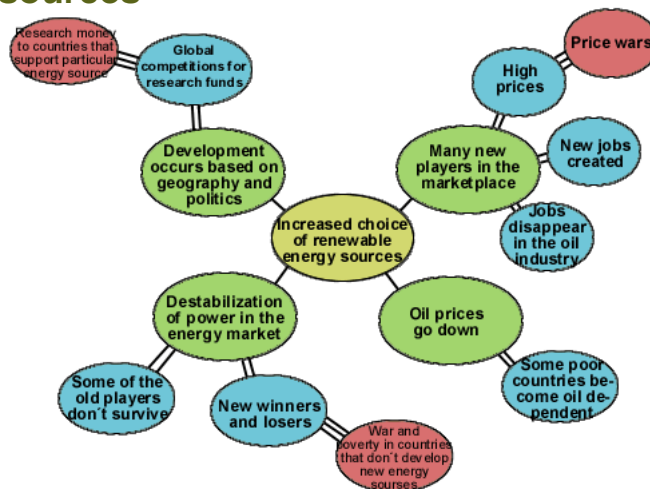 sources
Research money
to countries that
support particular
energy source
Global
competitions for
research funds
Development
occurs based on
geography and
politics
Price wars
High
prices
Many new
players in the
marketplace
New jobs
created
Jobs
disappear
in the oil
industry
Increased choice
of renewable
energy sources
Destabilization
of power in the
energy market
Some of the
old players
don´t survive
New winners
and losers
War and
poverty in countries
that don´t develop
new energy
sourses
Oil prices
go down
Some poor
countries be-
come oil de-
pendent